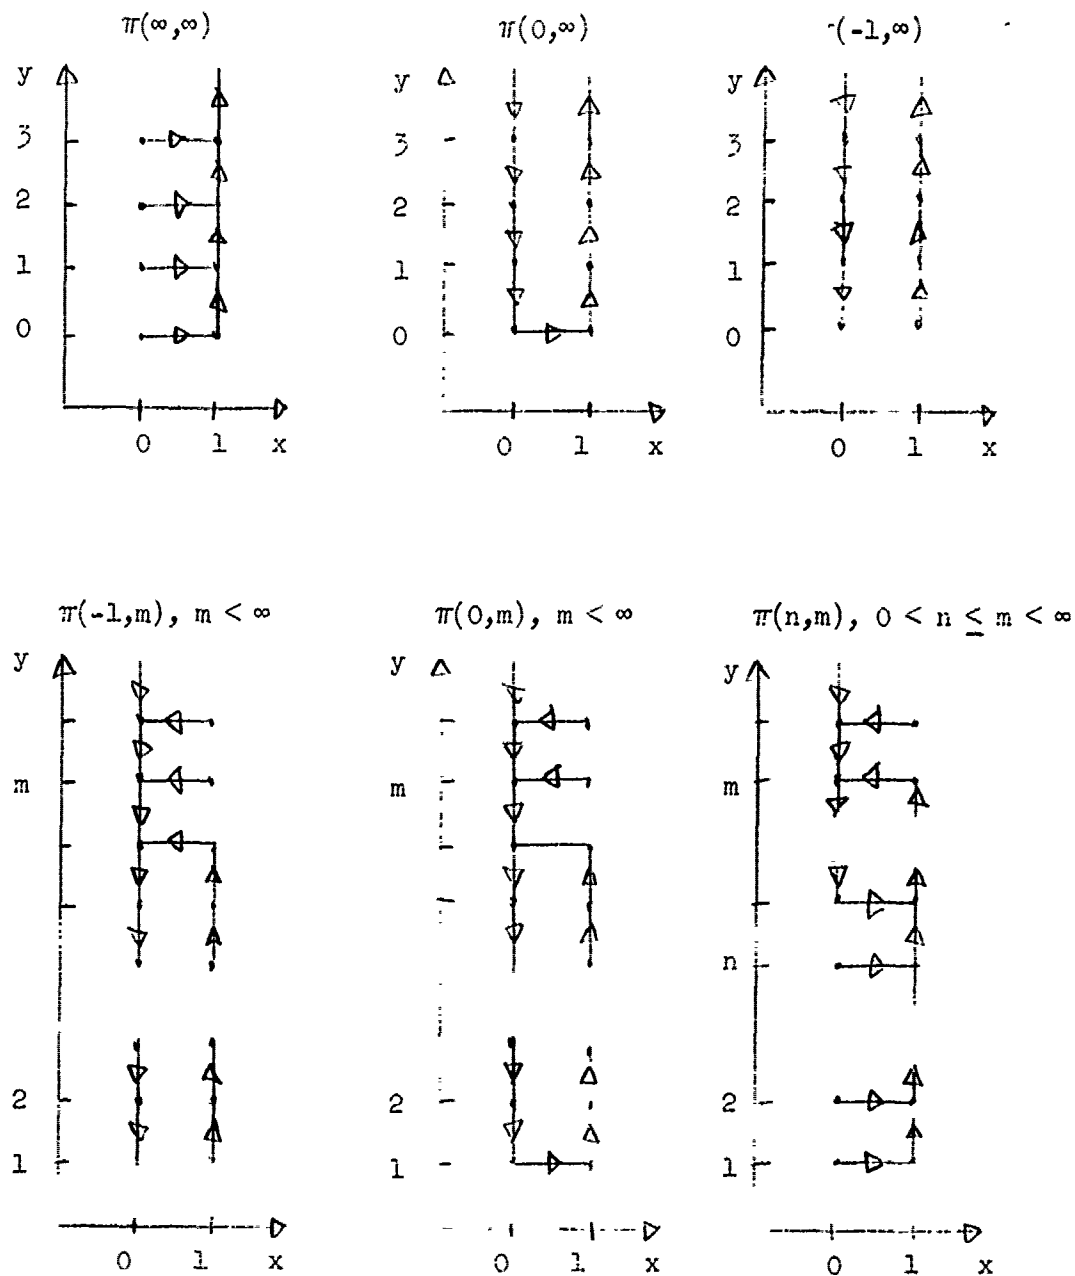 π(∞,∞)
y
3
2
1
0
0 1 x
π(0,∞)
y
3
2
1
0
0 1 x
(-1,∞)
y
3
2
1
0
0 1 x
π(-1,m), m < ∞
y
m
2
1
0 1 x
π(0,m), m < ∞
y
m
2
1
0 1 x
π(n,m), 0 < n ≤ m < ∞
y
m
n
2
1
0 1 x